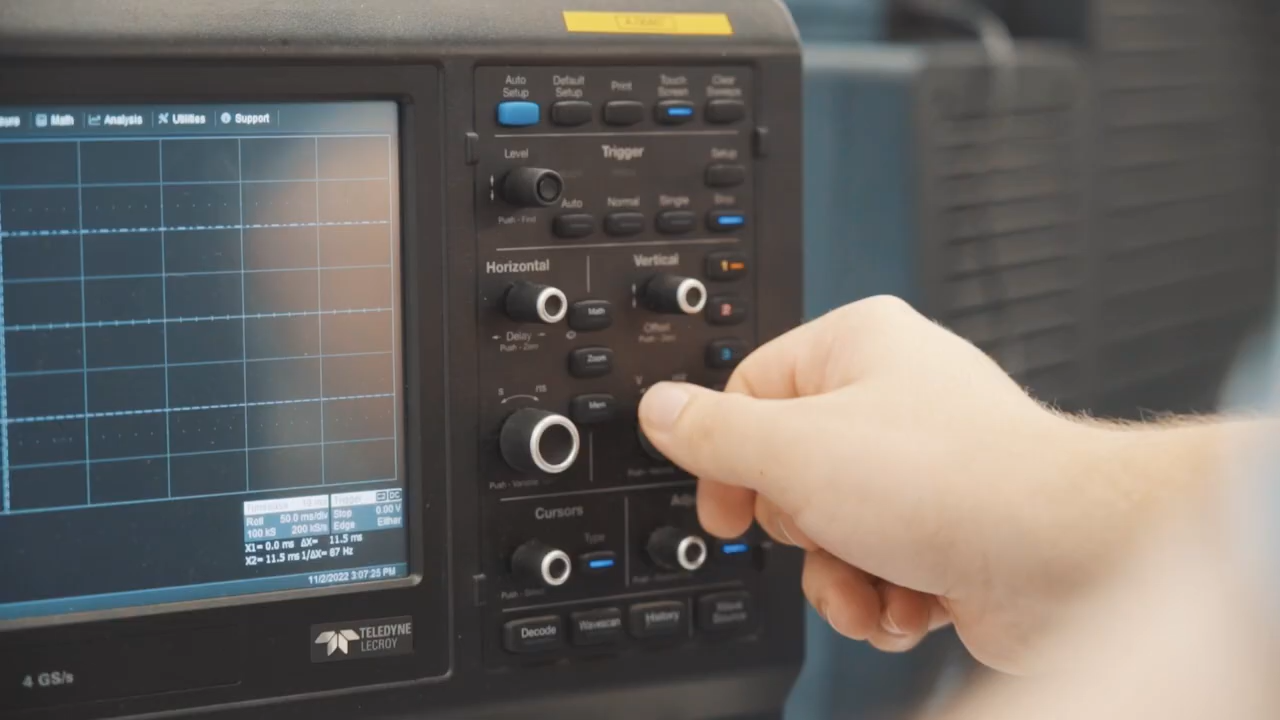 Auto Setup
Default Setup
Print
Touch Screen
Clear Sweeps
Math
Analysis
Utilities
Support
Level
Trigger
Setup
Push - Find
Auto
Normal
Single
Stop
Horizontal
Vertical
1
2
3
Math
Delay
Push - Zero
Offset
Push - Zero
Zoom
s
ns
V
Mem
Push - Variable
Cursors
Type
Timebase
Roll 50.0 ms/div
100 kS 200 kS/s
Trigger
Stop 0.00 V
Edge Either
X1= 0.0 ms ΔX= 11.5 ms
X2= 11.5 ms 1/ΔX= 87 Hz
11/2/2022 3:07:25 PM
Decode
Wavescan
History
TELEDYNE
LECROY
4 GS/s